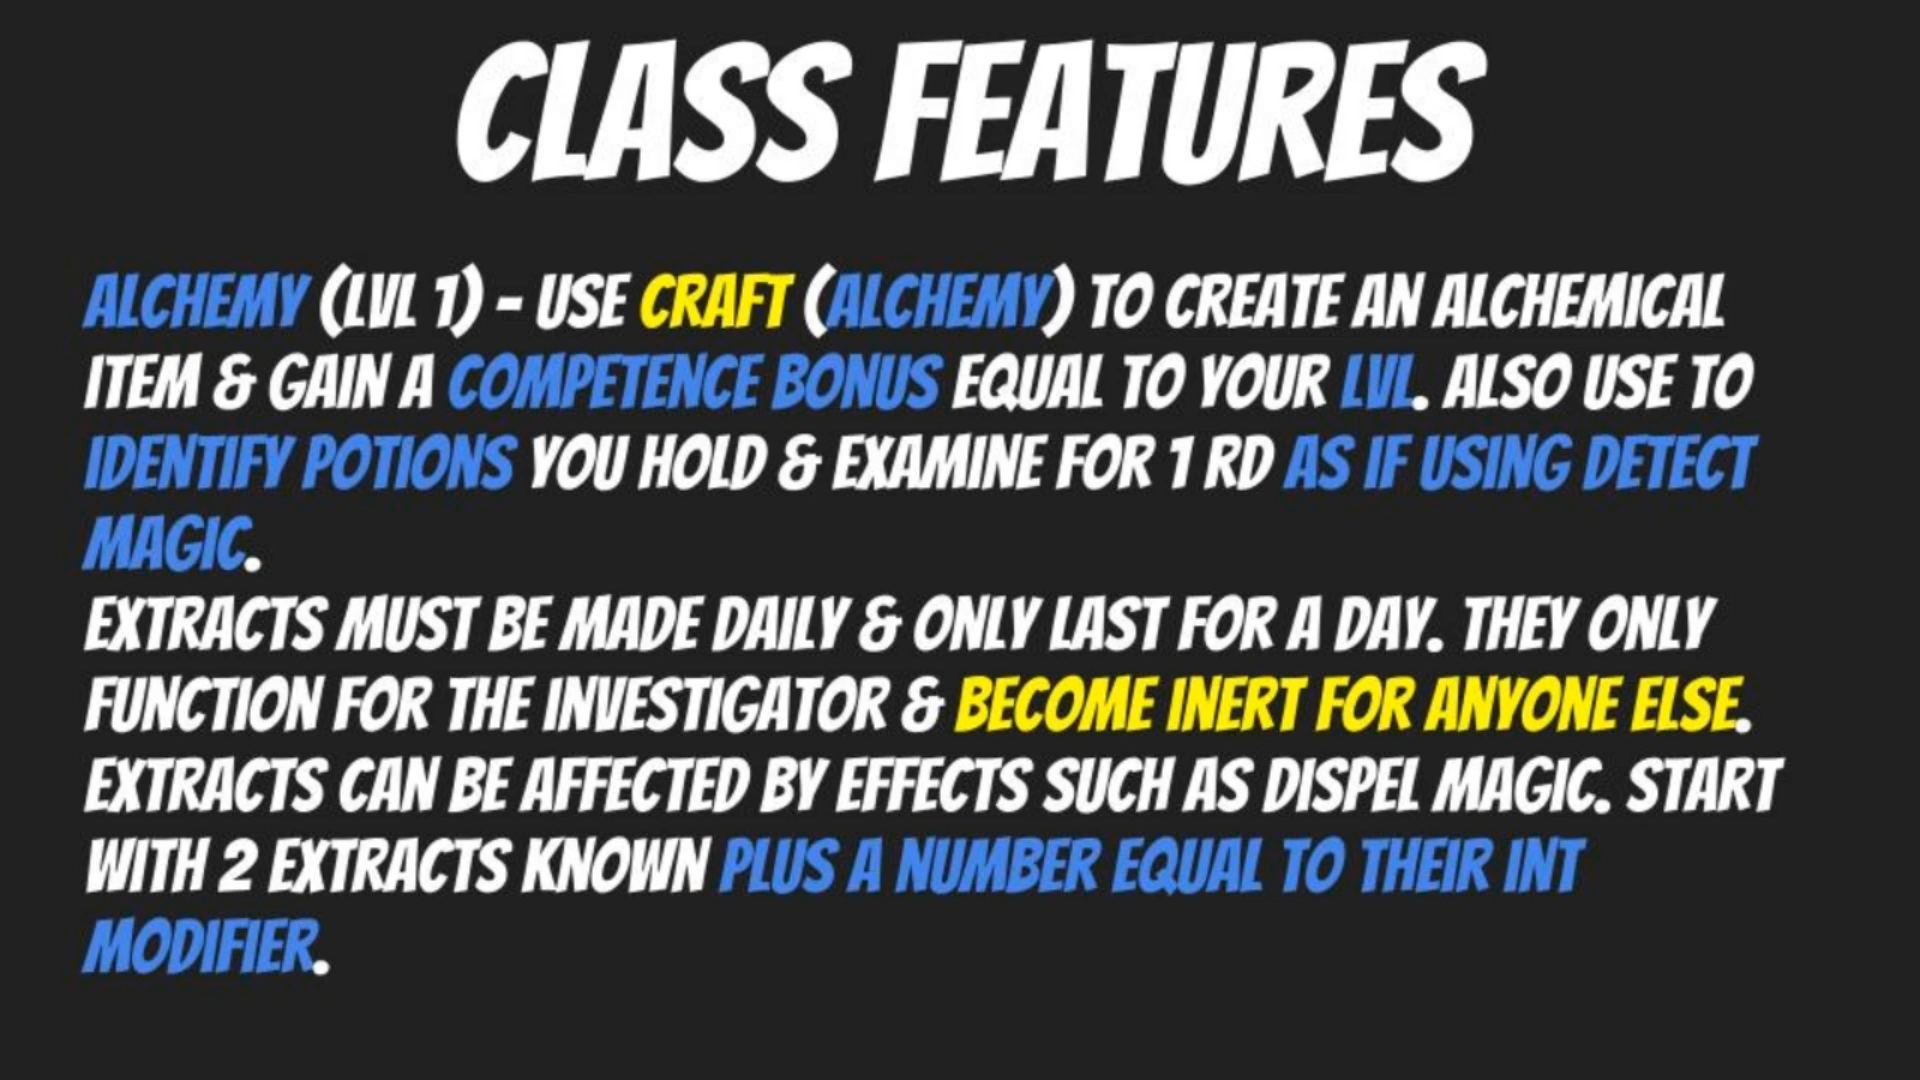 CLASS FEATURES
ALCHEMY (LVL 1) - USE CRAFT (ALCHEMY) TO CREATE AN ALCHEMICAL
ITEM & GAIN A COMPETENCE BONUS EQUAL TO YOUR LVL. ALSO USE TO
IDENTIFY POTIONS YOU HOLD & EXAMINE FOR 1 RD AS IF USING DETECT
MAGIC.
EXTRACTS MUST BE MADE DAILY & ONLY LAST FOR A DAY. THEY ONLY
FUNCTION FOR THE INVESTIGATOR & BECOME INERT FOR ANYONE ELSE.
EXTRACTS CAN BE AFFECTED BY EFFECTS SUCH AS DISPEL MAGIC. START
WITH 2 EXTRACTS KNOWN PLUS A NUMBER EQUAL TO THEIR INT
MODIFIER.